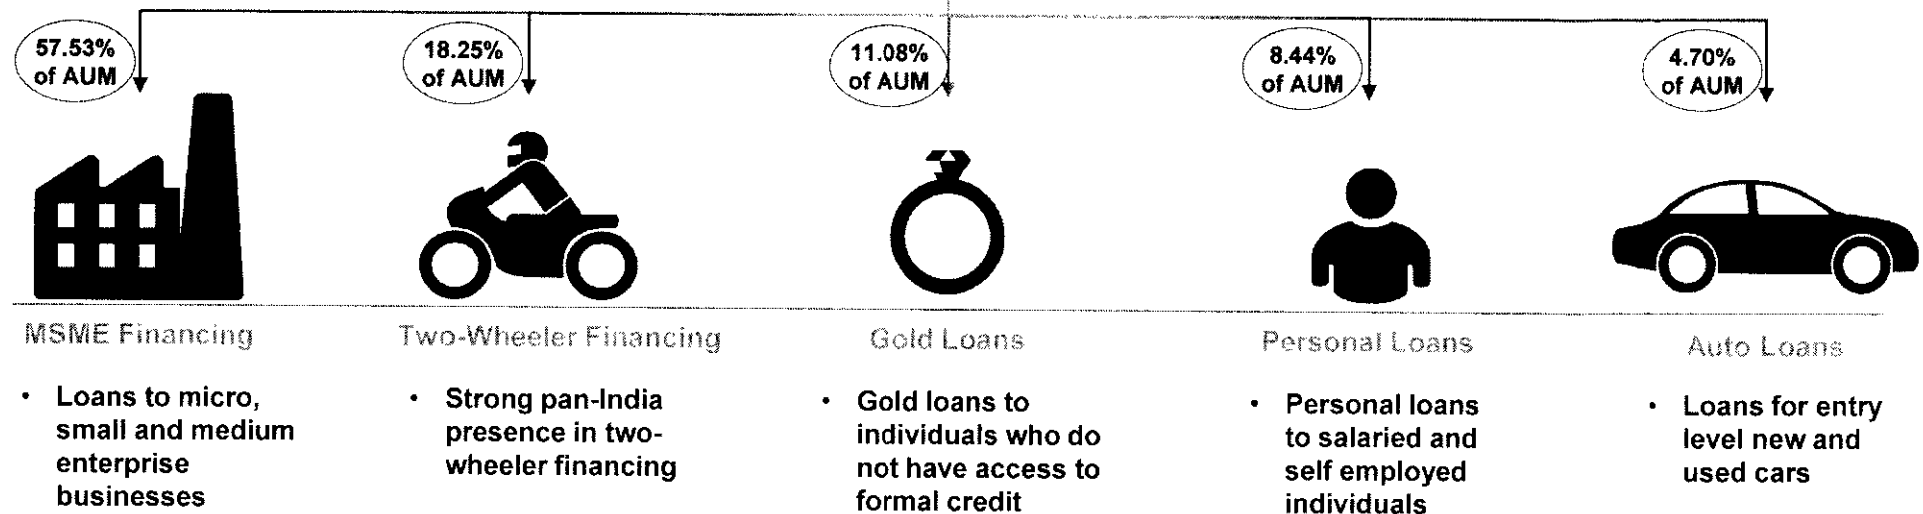 57.53%
of AUM
18.25%
of AUM
11.08%
of AUM
8.44%
of AUM
4.70%
of AUM
MSME Financing
Two-Wheeler Financing
Gold Loans
Personal Loans
Auto Loans
• Loans to micro,
small and medium
enterprise
businesses
• Strong pan-India
presence in two-
wheeler financing
• Gold loans to
individuals who do
not have access to
formal credit
• Personal loans
to salaried and
self employed
individuals
• Loans for entry
level new and
used cars